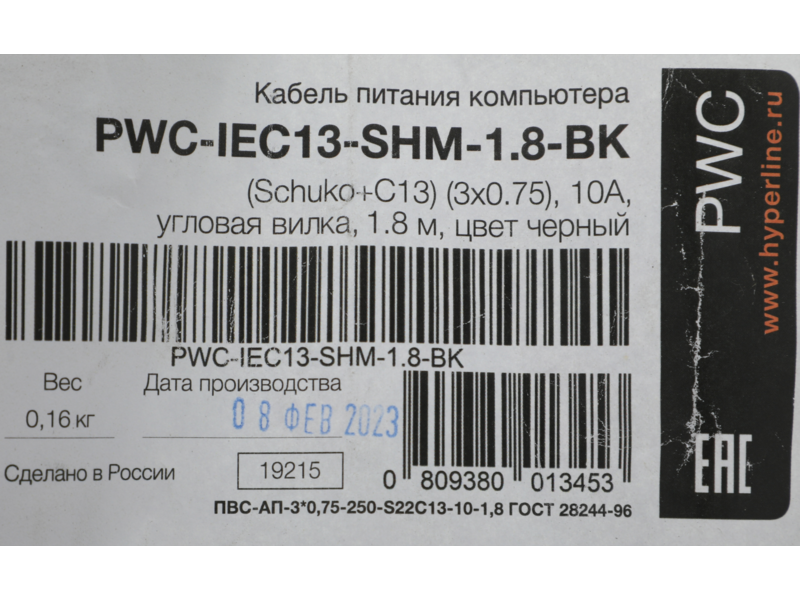 Кабель питания компьютера
PWC-IEC13-SHM-1.8-BK
(Schuko+C13) (3x0.75), 10A,
угловая вилка, 1.8 м, цвет черный
PWC-IEC13-SHM-1.8-BK
Вес
Дата производства
0,16 кг
08 ФЕВ 2023
Сделано в России
19215
0 809380 013453
ПВС-АП-3*0,75-250-S22C13-10-1,8 ГОСТ 28244-96
PWC
www.hyperline.ru
EAC